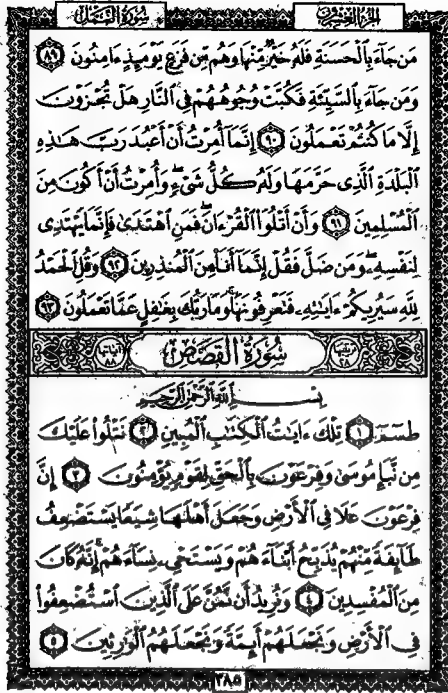 الجزء العشرون سورة النمل
مَن جَآءَ بِٱلْحَسَنَةِ فَلَهُۥ خَيْرٌ مِّنْهَا وَهُم مِّن فَزَعٍ يَوْمَئِذٍ ءَامِنُونَ ٨٩
وَمَن جَآءَ بِٱلسَّيِّئَةِ فَكُبَّتْ وُجُوهُهُمْ فِى ٱلنَّارِ هَلْ تُجْزَوْنَ
إِلَّا مَا كُنتُمْ تَعْمَلُونَ ٩٠ إِنَّمَآ أُمِرْتُ أَنْ أَعْبُدَ رَبَّ هَٰذِهِ
ٱلْبَلْدَةِ ٱلَّذِى حَرَّمَهَا وَلَهُۥ كُلُّ شَىْءٍ ۖ وَأُمِرْتُ أَنْ أَكُونَ مِنَ
ٱلْمُسْلِمِينَ ٩١ وَأَنْ أَتْلُوَا۟ ٱلْقُرْءَانَ ۖ فَمَنِ ٱهْتَدَىٰ فَإِنَّمَا يَهْتَدِى
لِنَفْسِهِۦ ۖ وَمَن ضَلَّ فَقُلْ إِنَّمَآ أَنَا۠ مِنَ ٱلْمُنذِرِينَ ٩٢ وَقُلِ ٱلْحَمْدُ
لِلَّهِ سَيُرِيكُمْ ءَايَٰتِهِۦ فَتَعْرِفُونَهَا ۚ وَمَا رَبُّكَ بِغَٰفِلٍ عَمَّا تَعْمَلُونَ ٩٣
سُورَةُ القَصَصِ
بِسْمِ ٱللَّهِ ٱلرَّحْمَٰنِ ٱلرَّحِيمِ
طسٓمٓ ١ تِلْكَ ءَايَٰتُ ٱلْكِتَٰبِ ٱلْمُبِينِ ٢ نَتْلُوا۟ عَلَيْكَ
مِن نَّبَإِ مُوسَىٰ وَفِرْعَوْنَ بِٱلْحَقِّ لِقَوْمٍ يُؤْمِنُونَ ٣ إِنَّ
فِرْعَوْنَ عَلَا فِى ٱلْأَرْضِ وَجَعَلَ أَهْلَهَا شِيَعًا يَسْتَضْعِفُ
طَآئِفَةً مِّنْهُمْ يُذَبِّحُ أَبْنَآءَهُمْ وَيَسْتَحْىِۦ نِسَآءَهُمْ ۚ إِنَّهُۥ كَانَ
مِنَ ٱلْمُفْسِدِينَ ٤ وَنُرِيدُ أَن نَّمُنَّ عَلَى ٱلَّذِينَ ٱسْتُضْعِفُوا۟
فِى ٱلْأَرْضِ وَنَجْعَلَهُمْ أَئِمَّةً وَنَجْعَلَهُمُ ٱلْوَٰرِثِينَ ٥
٣٨٥